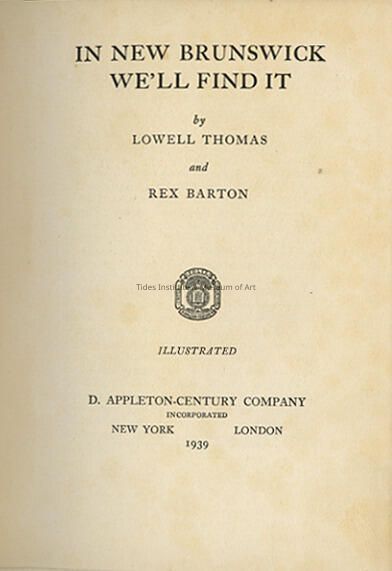 IN NEW BRUNSWICK
WE'LL FIND IT
by
LOWELL THOMAS
and
REX BARTON
Tides Institute & Museum of Art
ILLUSTRATED
D. APPLETON-CENTURY COMPANY
INCORPORATED
NEW YORK LONDON
1939